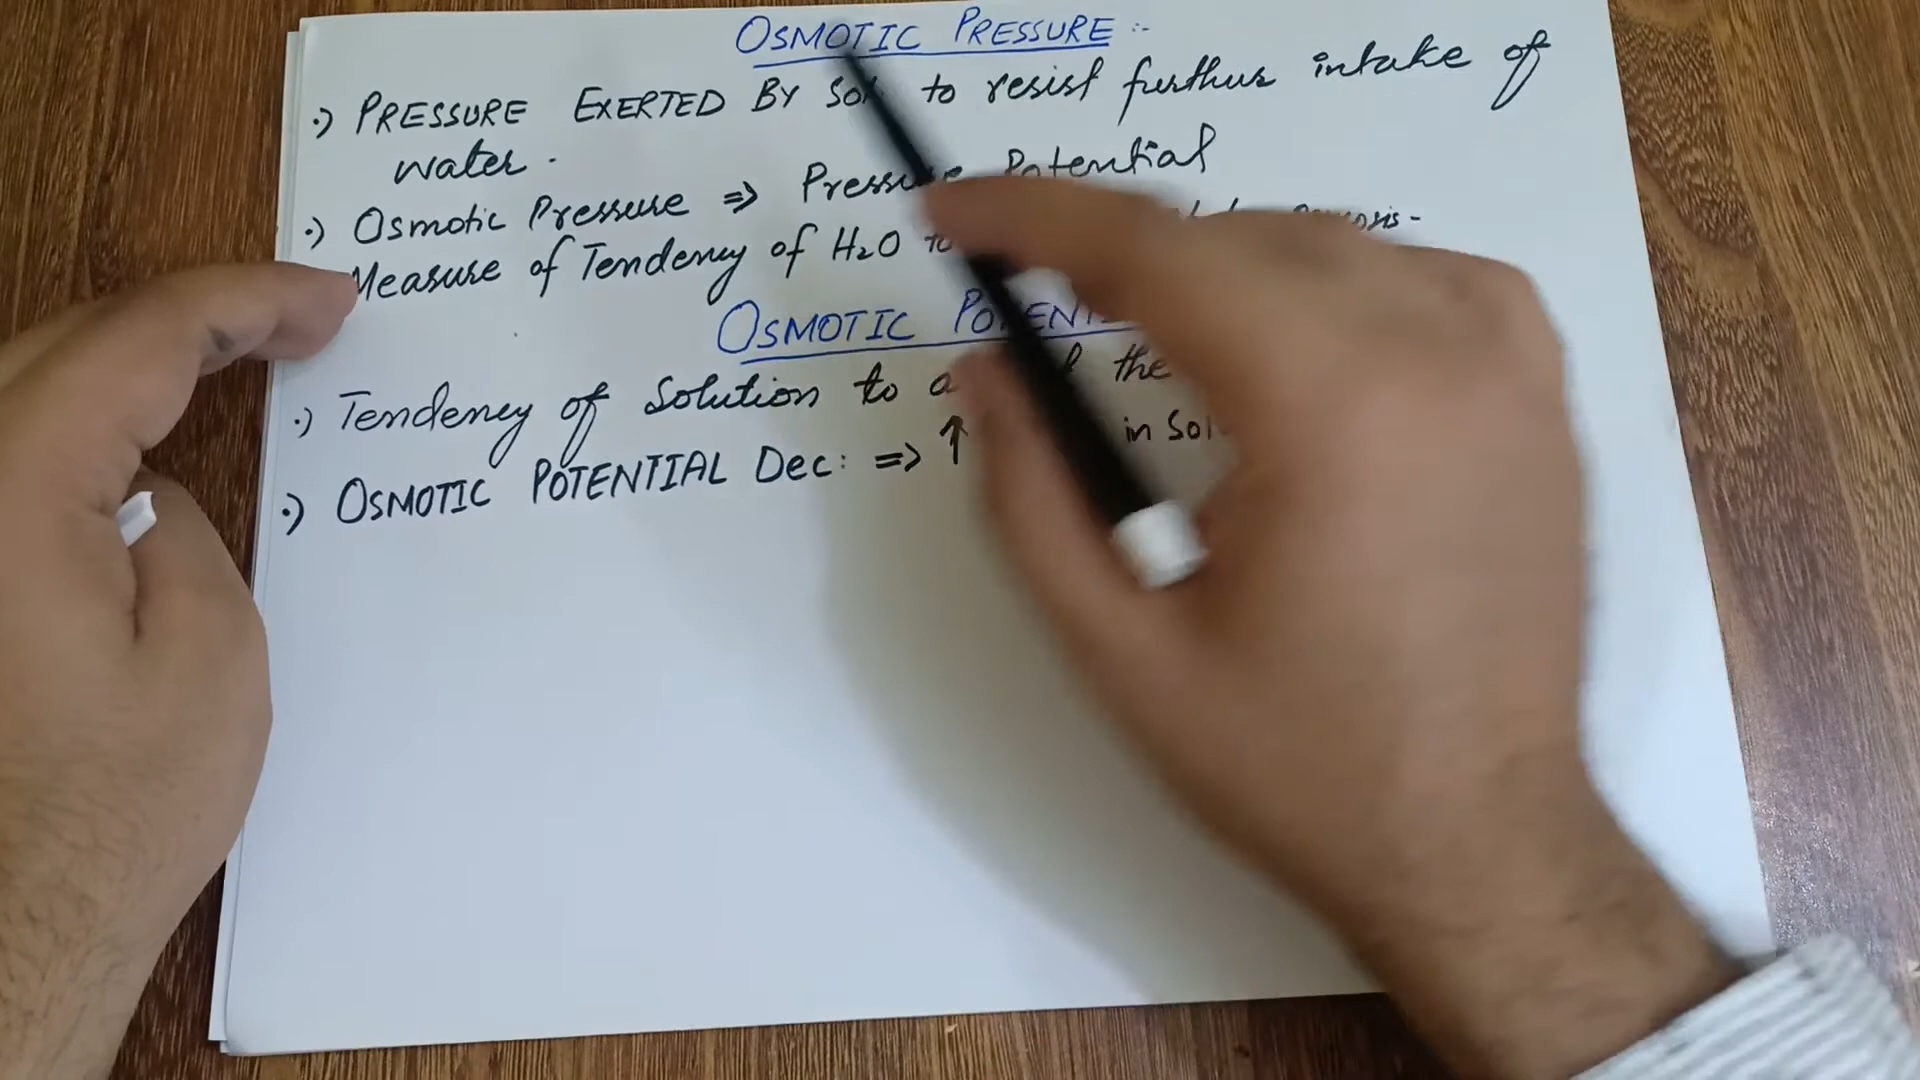 OSMOTIC PRESSURE :-
·) PRESSURE EXERTED BY Sol to resist further intake of
water ·
·) Osmotic Pressure => Pressure Potential
Measure of Tendency of H₂O to
OSMOTIC
·) Tendency of Solution to the
·) OSMOTIC POTENTIAL Dec: => ↑ in